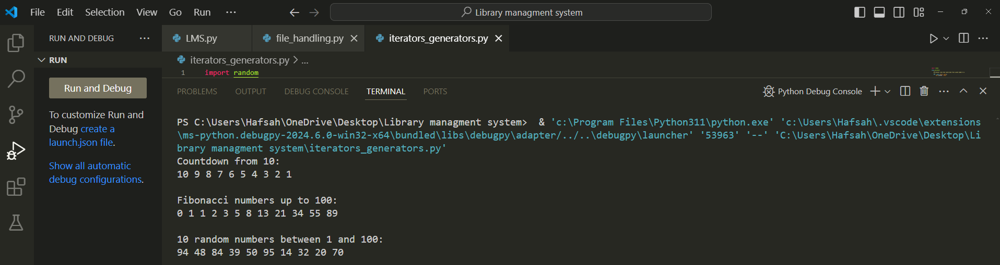 File Edit Selection View Go Run ...
Library managment system
RUN AND DEBUG ...
LMS.py
file_handling.py
iterators_generators.py
RUN
iterators_generators.py > ...
1 import random
Run and Debug
PROBLEMS OUTPUT DEBUG CONSOLE TERMINAL PORTS
Python Debug Console
To customize Run and
Debug create a
launch.json file.
Show all automatic
debug configurations.
PS C:\Users\Hafsah\OneDrive\Desktop\Library managment system>  & 'c:\Program Files\Python311\python.exe' 'c:\Users\Hafsah\.vscode\extensions
\ms-python.debugpy-2024.6.0-win32-x64\bundled\libs\debugpy\adapter/../..\debugpy\launcher' '53963' '--' 'C:\Users\Hafsah\OneDrive\Desktop\Li
brary managment system\iterators_generators.py'
Countdown from 10:
10 9 8 7 6 5 4 3 2 1
Fibonacci numbers up to 100:
0 1 1 2 3 5 8 13 21 34 55 89
10 random numbers between 1 and 100:
94 48 84 39 50 95 14 32 20 70